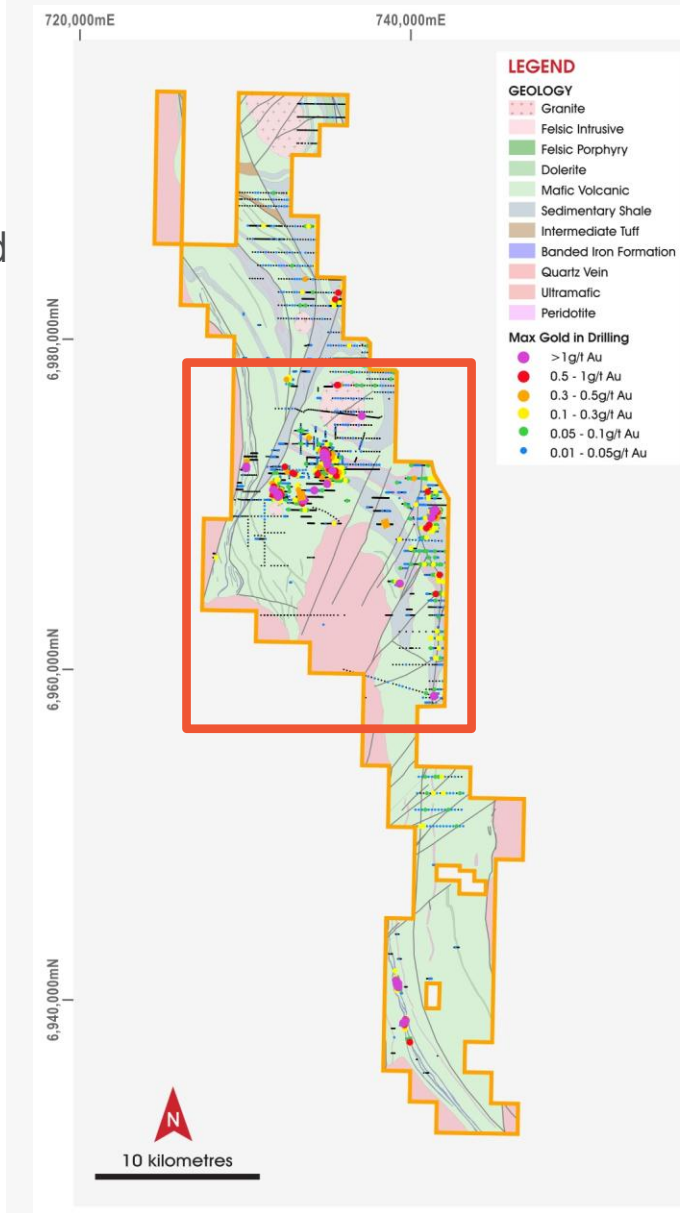 720,000mE
740,000mE
LEGEND
GEOLOGY
Granite
Felsic Intrusive
Felsic Porphyry
Dolerite
Mafic Volcanic
Sedimentary Shale
Intermediate Tuff
Banded Iron Formation
Quartz Vein
Ultramafic
Peridotite
Max Gold in Drilling
>1g/t Au
0.5 - 1g/t Au
0.3 - 0.5g/t Au
0.1 - 0.3g/t Au
0.05 - 0.1g/t Au
0.01 - 0.05g/t Au
d
6,980,000mN
6,960,000mN
6,940,000mN
N
10 kilometres